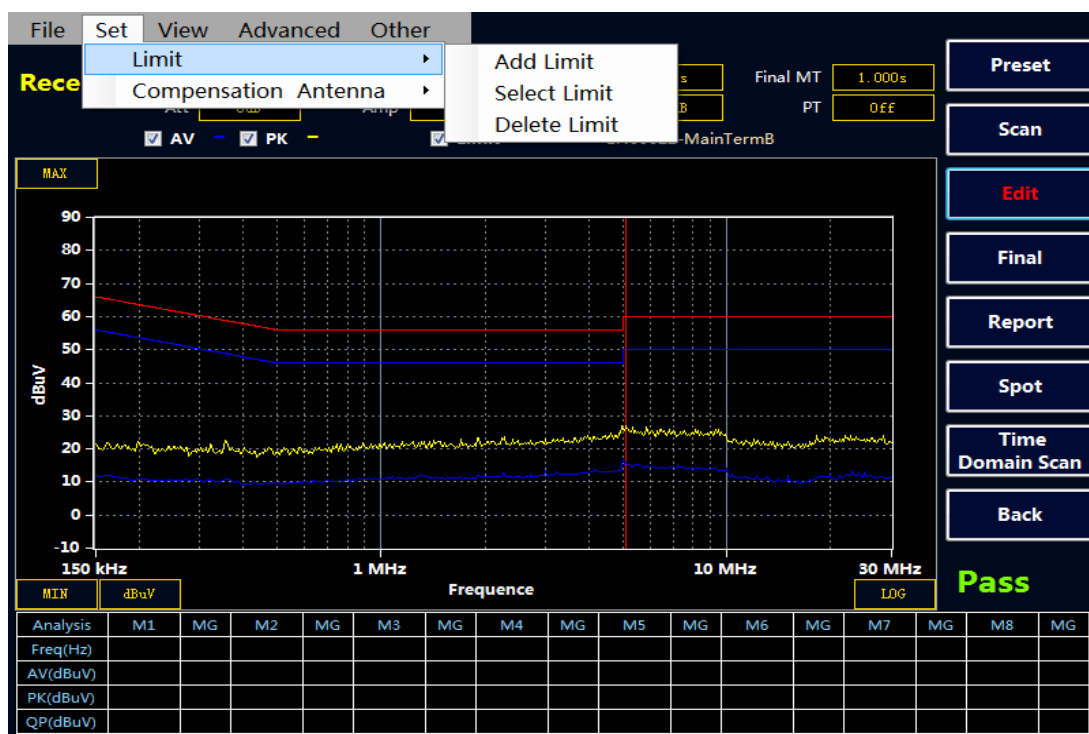 File Set View Advanced Other
Limit
Compensation Antenna
Add Limit
Select Limit
Delete Limit
s Final MT 1.000s
PT Off
AV PK
-MainTermB
MAX
90
80
70
60
50
40
30
20
10
0
-10
dBuV
150 kHz 1 MHz 10 MHz 30 MHz
Frequence
MIN dBuV LOG
Preset
Scan
Edit
Final
Report
Spot
Time
Domain Scan
Back
Pass
Analysis M1 MG M2 MG M3 MG M4 MG M5 MG M6 MG M7 MG M8 MG
Freq(Hz)
AV(dBuV)
PK(dBuV)
QP(dBuV)